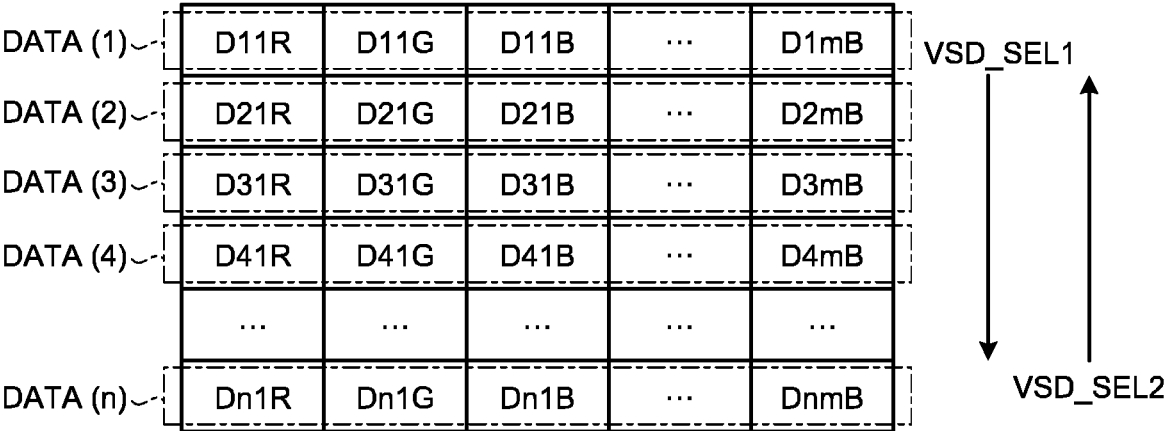 DATA (1) D11R D11G D11B ... D1mB VSD_SEL1
DATA (2) D21R D21G D21B ... D2mB
DATA (3) D31R D31G D31B ... D3mB
DATA (4) D41R D41G D41B ... D4mB
... ... ... ... ...
DATA (n) Dn1R Dn1G Dn1B ... DnmB VSD_SEL2